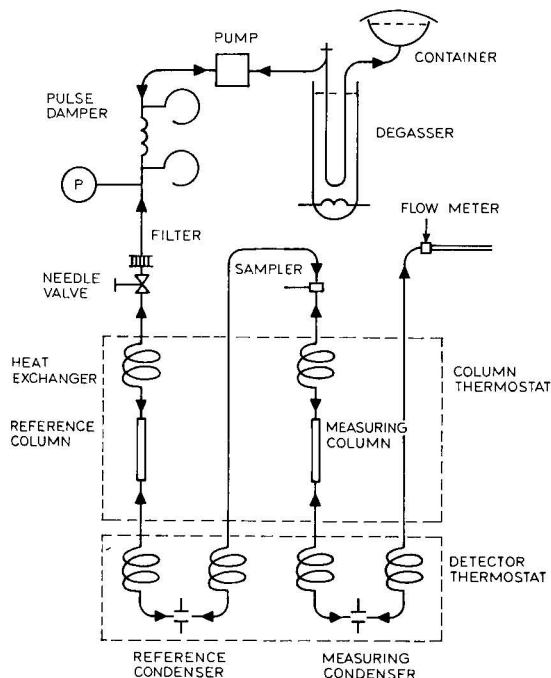 PUMP
CONTAINER
PULSE
DAMPER
DEGASSER
P
FLOW METER
FILTER
SAMPLER
NEEDLE
VALVE
HEAT
EXCHANGER
COLUMN
THERMOSTAT
REFERENCE
COLUMN
MEASURING
COLUMN
DETECTOR
THERMOSTAT
REFERENCE
CONDENSER
MEASURING
CONDENSER